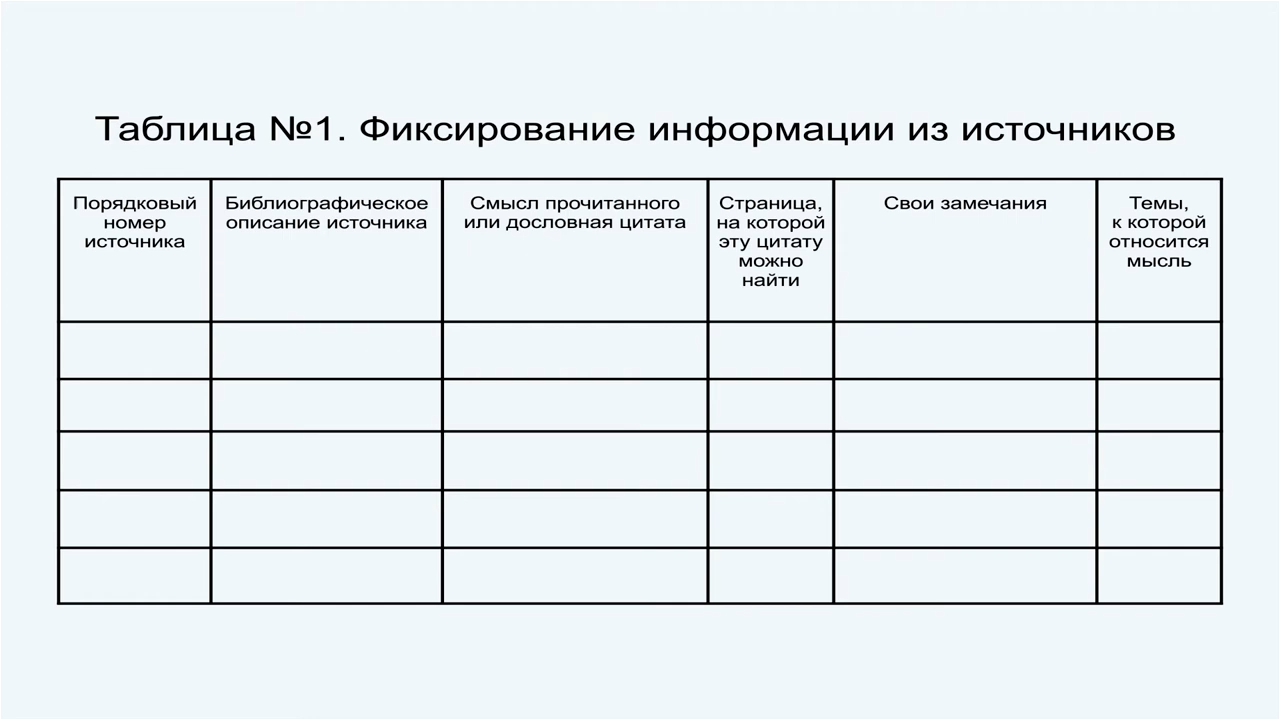 Таблица №1. Фиксирование информации из источников
Порядковый
номер
источника
Библиографическое
описание источника
Смысл прочитанного
или дословная цитата
Страница,
на которой
эту цитату
можно
найти
Свои замечания
Темы,
к которой
относится
мысль